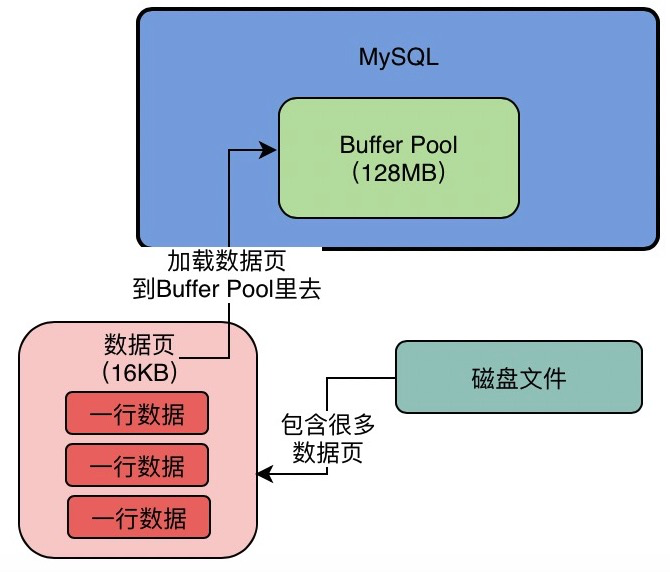 MySQL
Buffer Pool
（128MB）
加载数据页
到Buffer Pool里去
数据页
（16KB）
一行数据
一行数据
一行数据
磁盘文件
包含很多
数据页